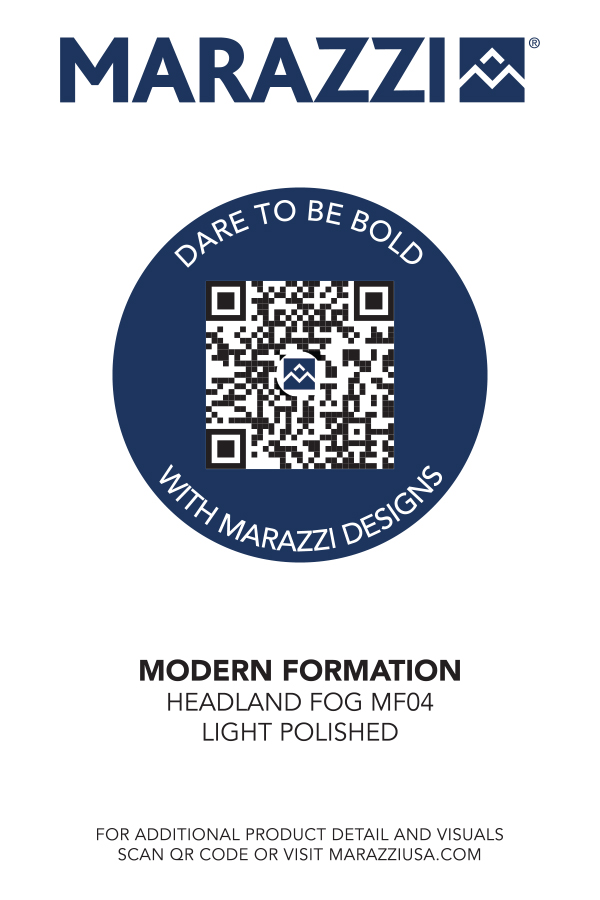 MARAZZI®
DARE TO BE BOLD
WITH MARAZZI DESIGNS
MODERN FORMATION
HEADLAND FOG MF04
LIGHT POLISHED
FOR ADDITIONAL PRODUCT DETAIL AND VISUALS
SCAN QR CODE OR VISIT MARAZZIUSA.COM